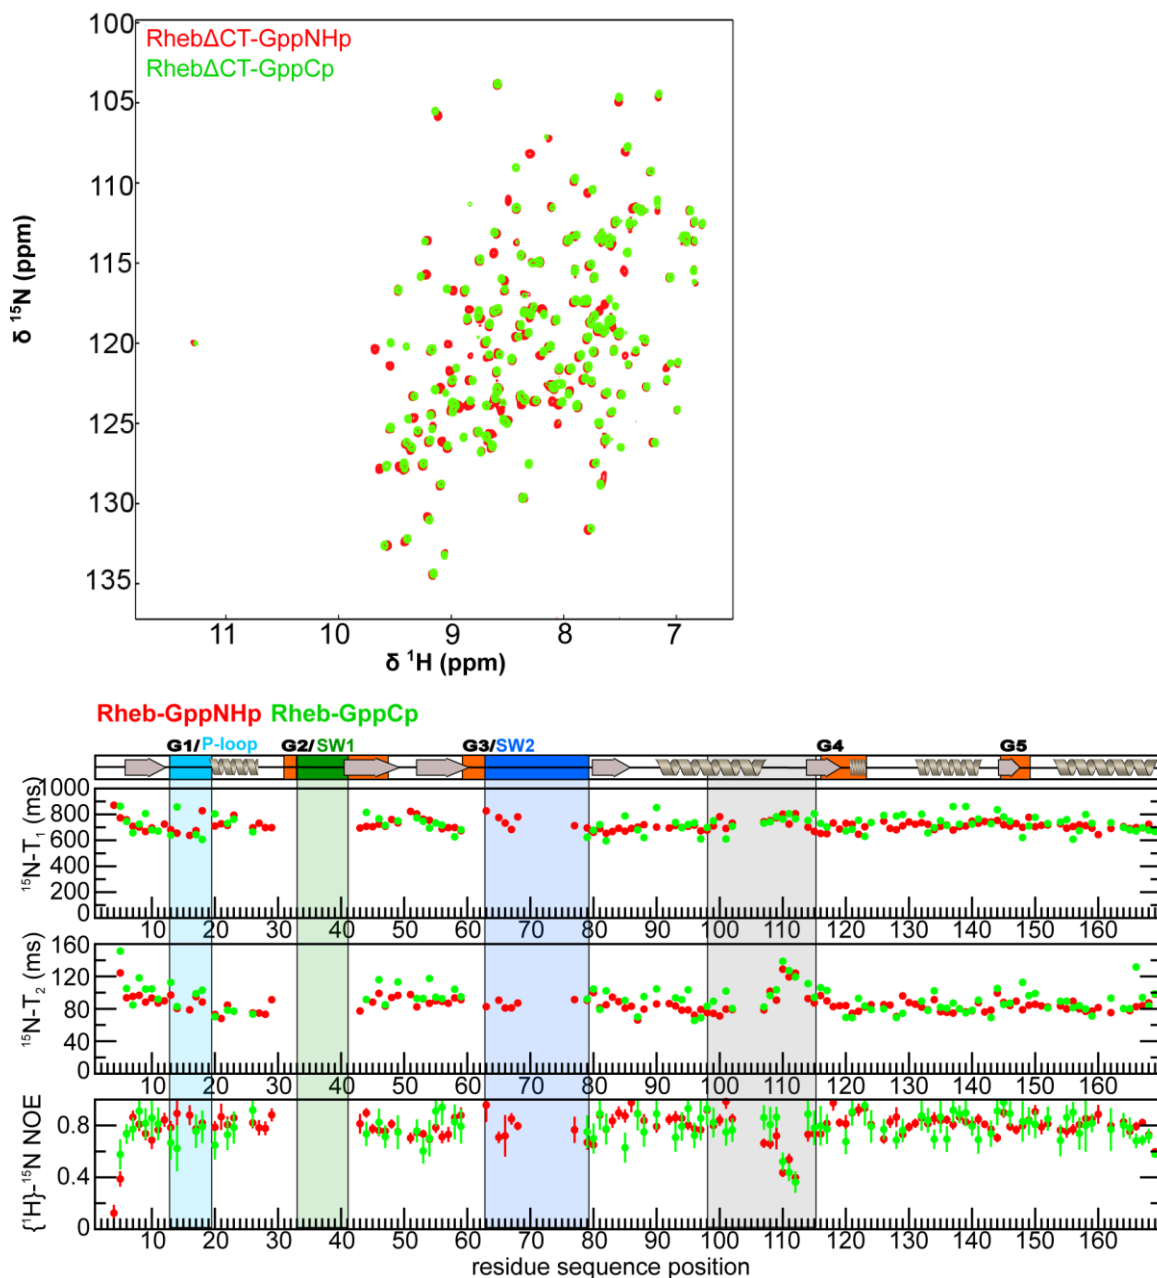 RhebΔCT-GppNHp
RhebΔCT-GppCp
100
105
110
115
120
125
130
135
δ ¹⁵N (ppm)
11 10 9 8 7
δ ¹H (ppm)
Rheb-GppNHp Rheb-GppCp
G1/P-loop G2/SW1 G3/SW2 G4 G5
¹⁵N-T₁ (ms)
1000
800
600
400
200
0
10 20 30 40 50 60 70 80 90 100 110 120 130 140 150 160
¹⁵N-T₂ (ms)
160
120
80
40
0
10 20 30 40 50 60 70 80 90 100 110 120 130 140 150 160
{¹H}-¹⁵N NOE
0.8
0.4
0
10 20 30 40 50 60 70 80 90 100 110 120 130 140 150 160
residue sequence position